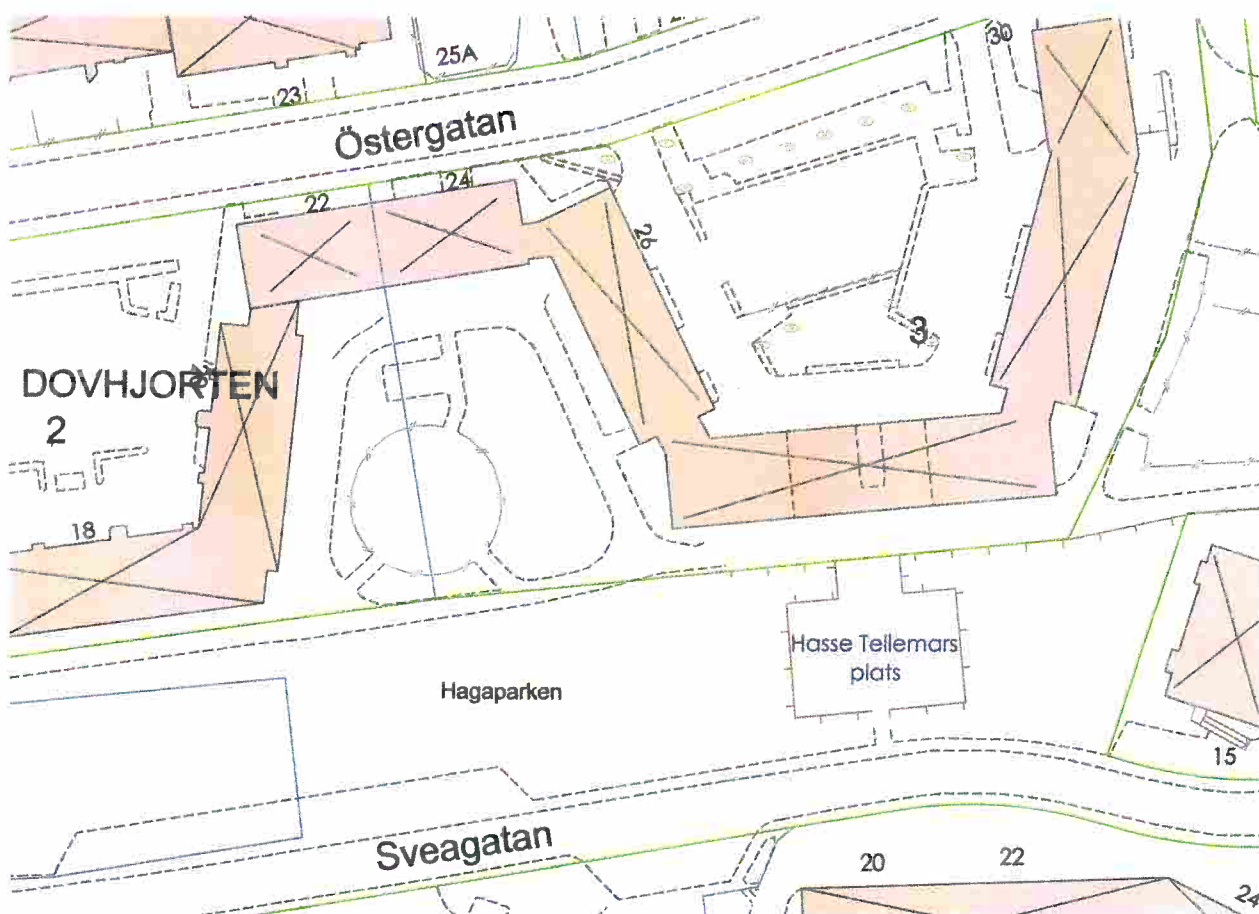 25A
30
23
Östergatan
24
22
26
3
DOVHJORTEN
2
18
Hasse Tellemars
plats
Hagaparken
15
Sveagatan
20
22